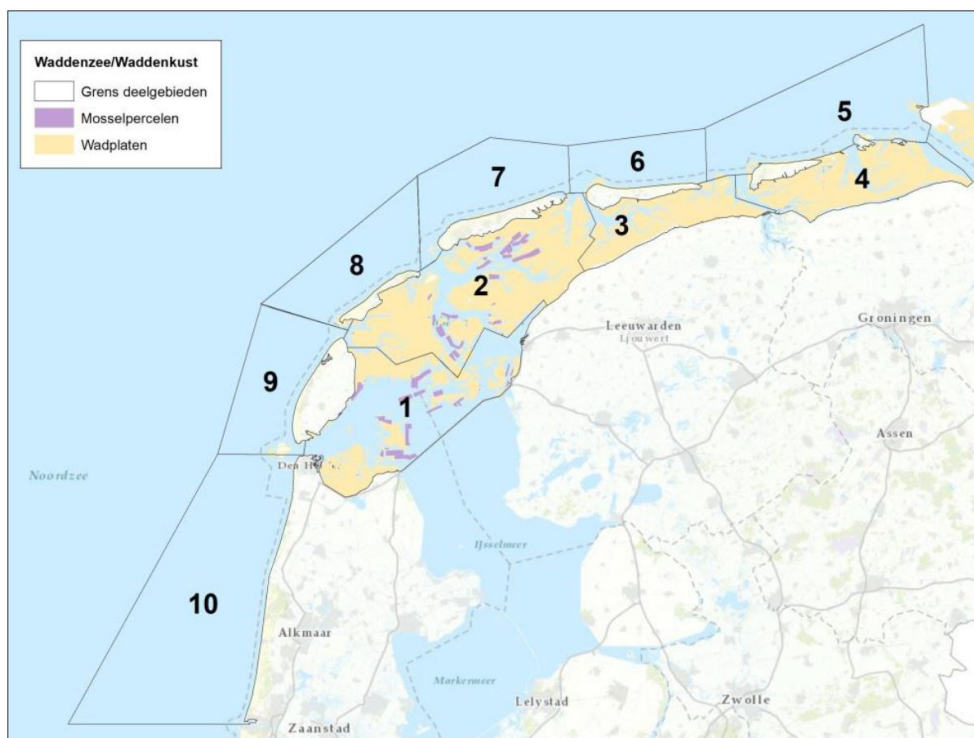 Waddenzee/Waddenkust
Grens deelgebieden
Mosselpercelen
Wadplaten
5
6
7
4
3
8
2
Leeuwarden
Ljouwert
Groningen
9
1
Assen
Noordzee
Den H
IJsselmeer
10
Alkmaar
Markermeer
Lelystad
Zwolle
Zaanstad